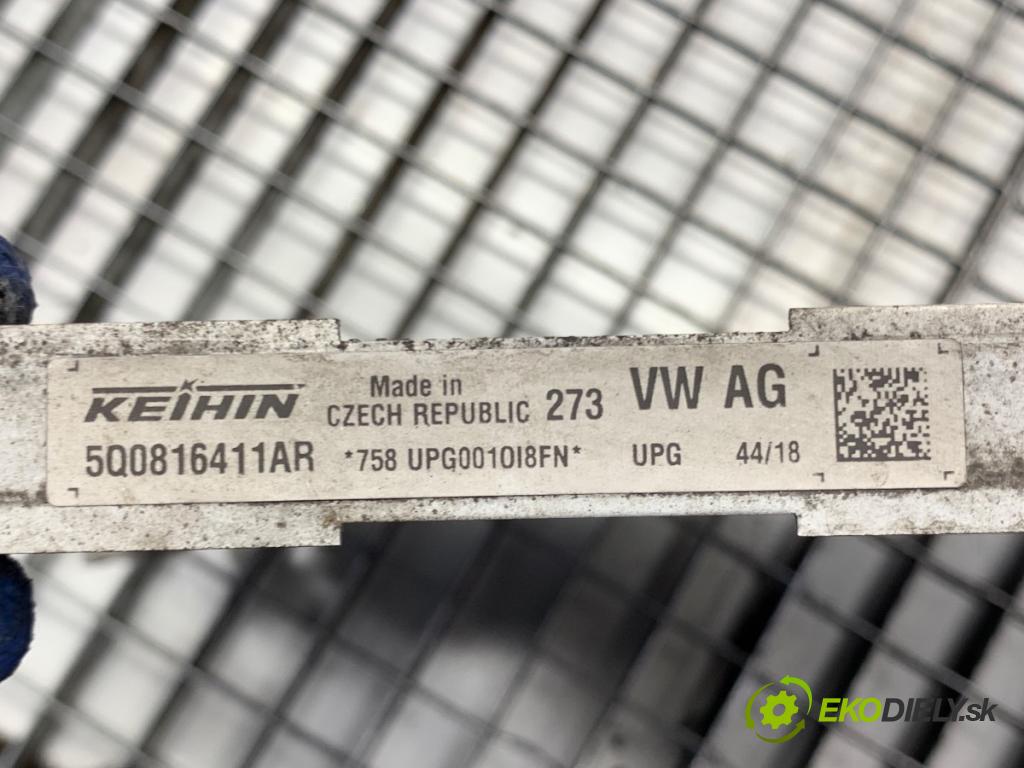 KEIHIN Made in CZECH REPUBLIC 273 VW AG
5Q0816411AR *758 UPG001OI8FN* UPG 44/18
EKODIELY.sk